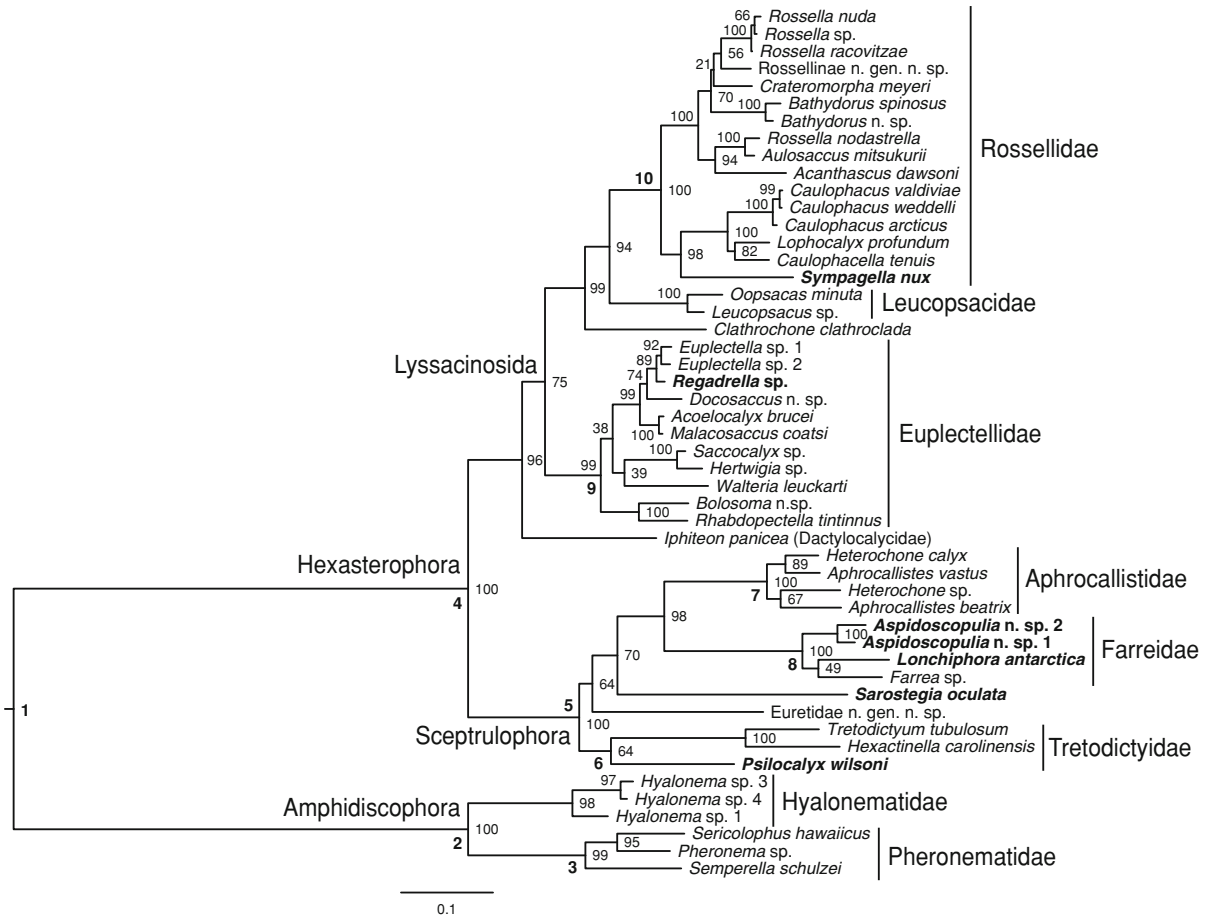 66
Rossella nuda
100
Rossella sp.
56
Rossella racovitzae
21
Rossellinae n. gen. n. sp.
Crateromorpha meyeri
70
100
Bathydorus spinosus
Bathydorus n. sp.
100
100
Rossella nodastrella
94
Aulosaccus mitsukurii
Rossellidae
Acanthascus dawsoni
10
100
99
Caulophacus valdiviae
100
Caulophacus weddelli
Caulophacus arcticus
100
Lophocalyx profundum
94
98
82
Caulophacella tenuis
Sympagella nux
99
100
Oopsacas minuta
Leucopsacidae
Leucopsacus sp.
Clathrochone clathroclada
Lyssacinosida
75
92
Euplectella sp. 1
89
Euplectella sp. 2
74
Regadrella sp.
99
Docosaccus n. sp.
Acoelocalyx brucei
38
100
Malacosaccus coatsi
Euplectellidae
100
Saccocalyx sp.
96
99
39
Hertwigia sp.
9
Walteria leuckarti
Bolosoma n.sp.
100
Rhabdopectella tintinnus
Iphiteon panicea (Dactylocalycidae)
Hexasterophora
4
100
Heterochone calyx
89
Aphrocallistes vastus
Aphrocallistidae
100
7
Heterochone sp.
67
Aphrocallistes beatrix
98
Aspidoscopulia n. sp. 2
100
Aspidoscopulia n. sp. 1
Farreidae
70
100
8
Lonchiphora antarctica
49
Farrea sp.
64
Sarostegia oculata
5
Euretidae n. gen. n. sp.
1
100
Sceptrulophora
Tretodictyum tubulosum
64
100
Hexactinella carolinensis
Tretodictyidae
6
Psilocalyx wilsoni
97
Hyalonema sp. 3
Amphidiscophora
98
Hyalonema sp. 4
Hyalonematidae
Hyalonema sp. 1
100
2
Sericolophus hawaiicus
95
99
Pheronema sp.
Pheronematidae
3
Semperella schulzei
0.1